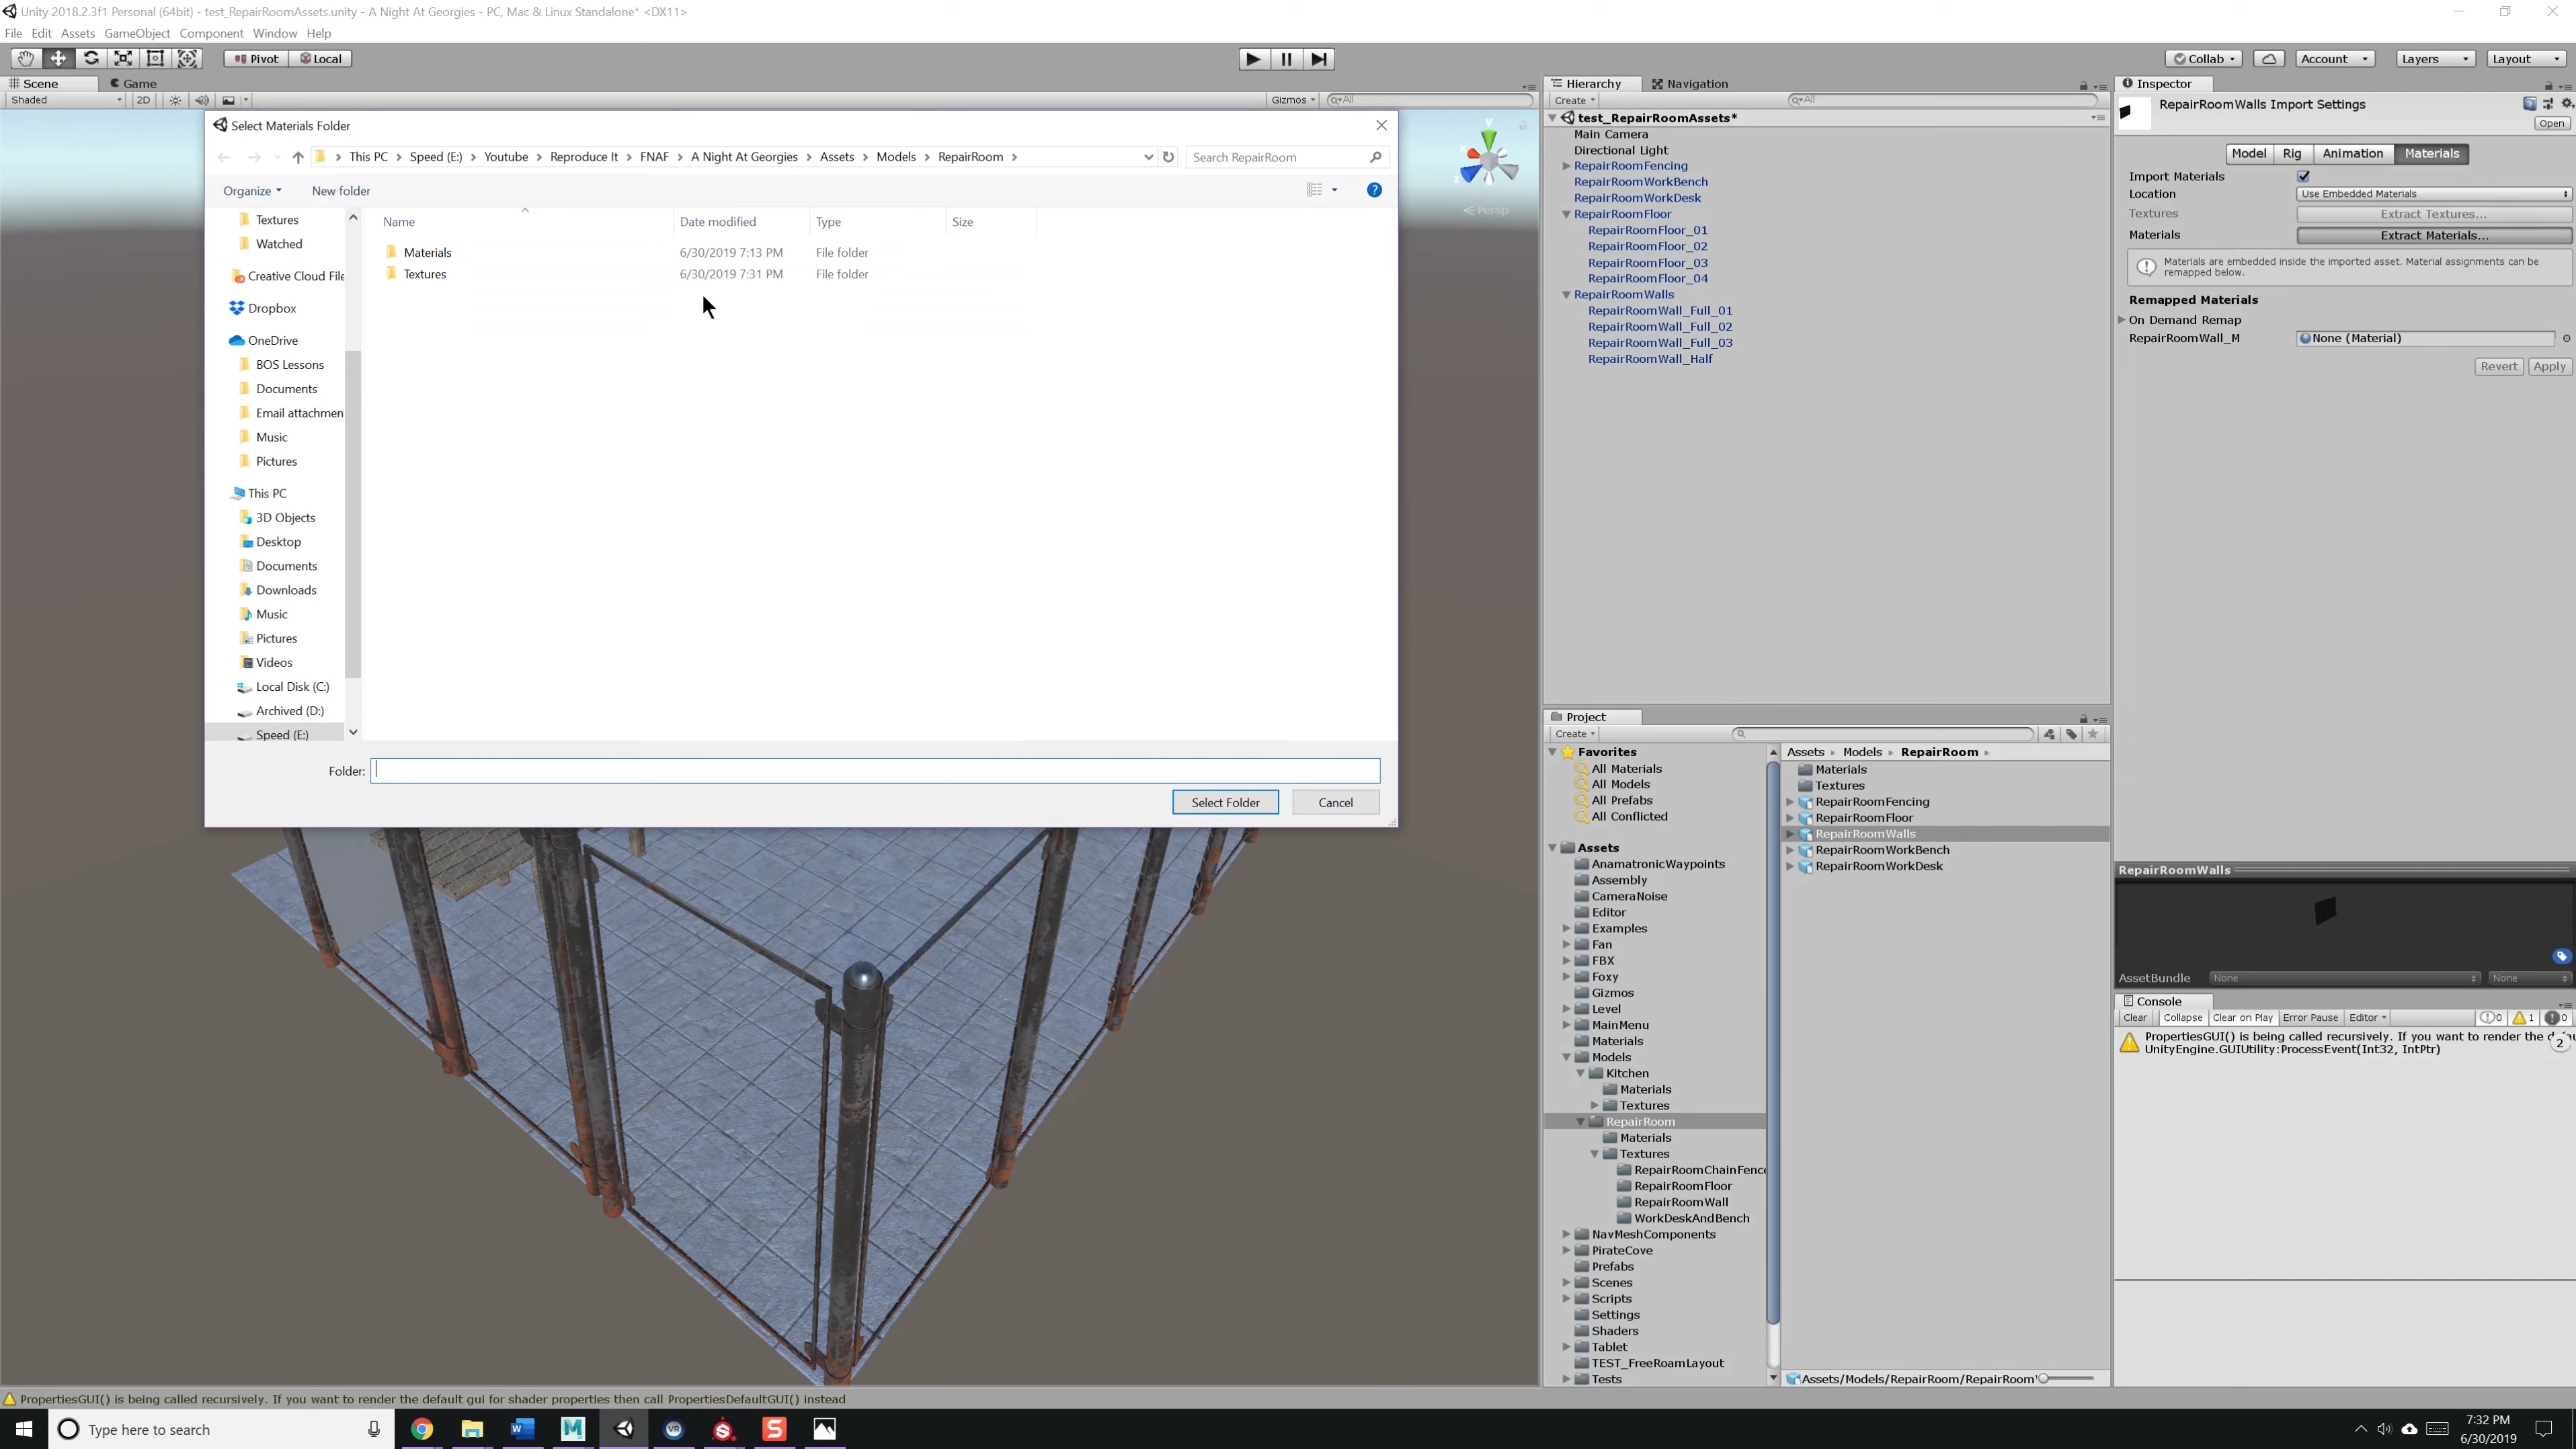 Unity 2018.2.3f1 Personal (64bit) - test_RepairRoomAssets.unity - A Night At Georgies - PC, Mac & Linux Standalone* <DX11>
File Edit Assets GameObject Component Window Help
Pivot Local
Collab Account Layers Layout
Scene Game
Shaded 2D Gizmos All
Select Materials Folder
This PC > Speed (E:) > Youtube > Reproduce It > FNAF > A Night At Georgies > Assets > Models > RepairRoom >
Search RepairRoom
Organize New folder
Name Date modified Type Size
Materials 6/30/2019 7:13 PM File folder
Textures 6/30/2019 7:31 PM File folder
Textures
Watched
Creative Cloud File
Dropbox
OneDrive
BOS Lessons
Documents
Email attachmen
Music
Pictures
This PC
3D Objects
Desktop
Documents
Downloads
Music
Pictures
Videos
Local Disk (C:)
Archived (D:)
Speed (E:)
Folder:
Select Folder Cancel
Y
Persp
Hierarchy Navigation
Create All
test_RepairRoomAssets*
Main Camera
Directional Light
RepairRoomFencing
RepairRoomWorkBench
RepairRoomWorkDesk
RepairRoomFloor
RepairRoomFloor_01
RepairRoomFloor_02
RepairRoomFloor_03
RepairRoomFloor_04
RepairRoomWalls
RepairRoomWall_Full_01
RepairRoomWall_Full_02
RepairRoomWall_Full_03
RepairRoomWall_Half
Project
Create
Favorites
All Materials
All Models
All Prefabs
All Conflicted
Assets
AnamatronicWaypoints
Assembly
CameraNoise
Editor
Examples
Fan
FBX
Foxy
Gizmos
Level
MainMenu
Materials
Models
Kitchen
Materials
Textures
RepairRoom
Materials
Textures
RepairRoomChainFence
RepairRoomFloor
RepairRoomWall
WorkDeskAndBench
NavMeshComponents
PirateCove
Prefabs
Scenes
Scripts
Settings
Shaders
Tablet
TEST_FreeRoamLayout
Tests
Assets Models RepairRoom
Materials
Textures
RepairRoomFencing
RepairRoomFloor
RepairRoomWalls
RepairRoomWorkBench
RepairRoomWorkDesk
Assets/Models/RepairRoom/RepairRoom
Inspector
RepairRoomWalls Import Settings
Open
Model Rig Animation Materials
Import Materials
Location Use Embedded Materials
Textures Extract Textures...
Materials Extract Materials...
Materials are embedded inside the imported asset. Material assignments can be
remapped below.
Remapped Materials
On Demand Remap
RepairRoomWall_M None (Material)
Revert Apply
RepairRoomWalls
AssetBundle None None
Console
Clear Collapse Clear on Play Error Pause Editor 0 1 0
PropertiesGUI() is being called recursively. If you want to render the defau
UnityEngine.GUIUtility:ProcessEvent(Int32, IntPtr)
2
PropertiesGUI() is being called recursively. If you want to render the default gui for shader properties then call PropertiesDefaultGUI() instead
Type here to search
7:32 PM
6/30/2019